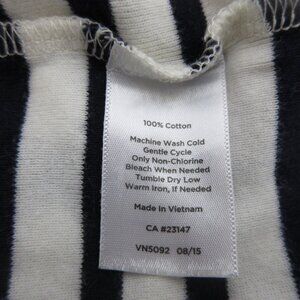 100% Cotton
Machine Wash Cold
Gentle Cycle
Only Non-Chlorine
Bleach When Needed
Tumble Dry Low
Warm Iron, If Needed
Made in Vietnam
CA #23147
VN5092 08/15